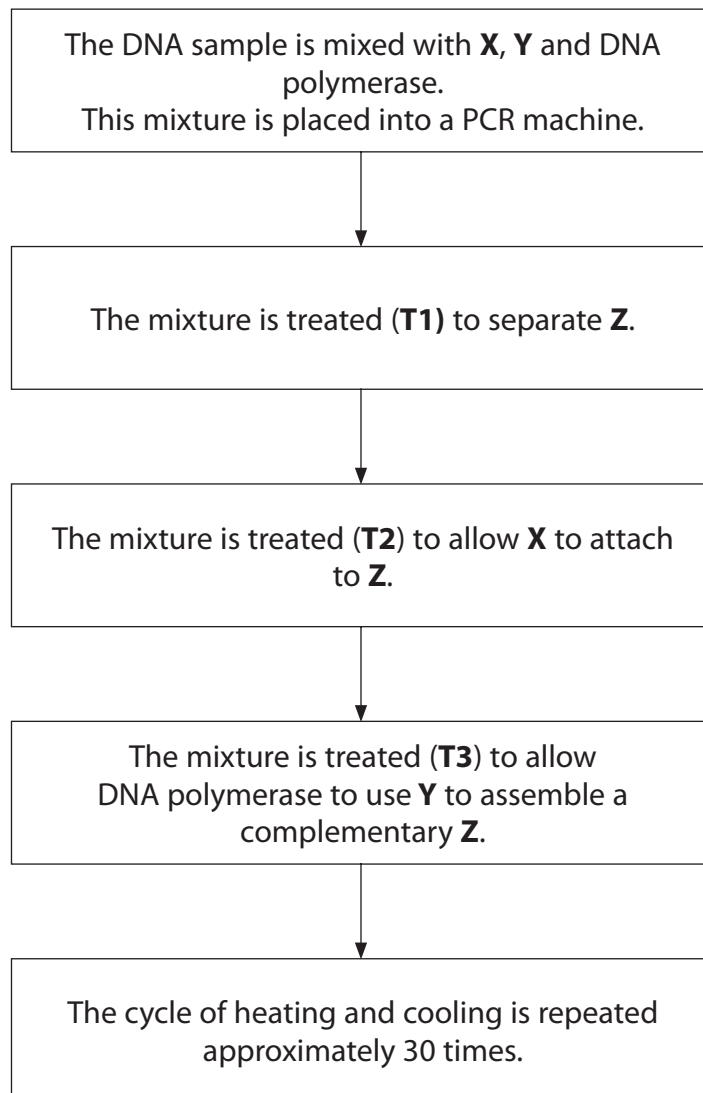 The DNA sample is mixed with X, Y and DNA
polymerase.
This mixture is placed into a PCR machine.
The mixture is treated (T1) to separate Z.
The mixture is treated (T2) to allow X to attach
to Z.
The mixture is treated (T3) to allow
DNA polymerase to use Y to assemble a
complementary Z.
The cycle of heating and cooling is repeated
approximately 30 times.